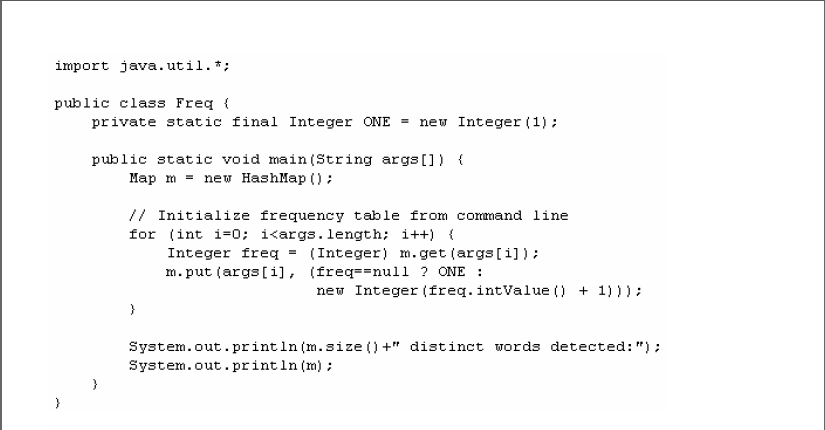 import java.util.*;
public class Freq {
private static final Integer ONE = new Integer(1);
public static void main(String args[]) {
Map m = new HashMap();
// Initialize frequency table from command line
for (int i=0; i<args.length; i++) {
Integer freq = (Integer) m.get(args[i]);
m.put(args[i], (freq==null ? ONE :
new Integer(freq.intValue() + 1)));
}
System.out.println(m.size()+" distinct words detected:");
System.out.println(m);
}
}